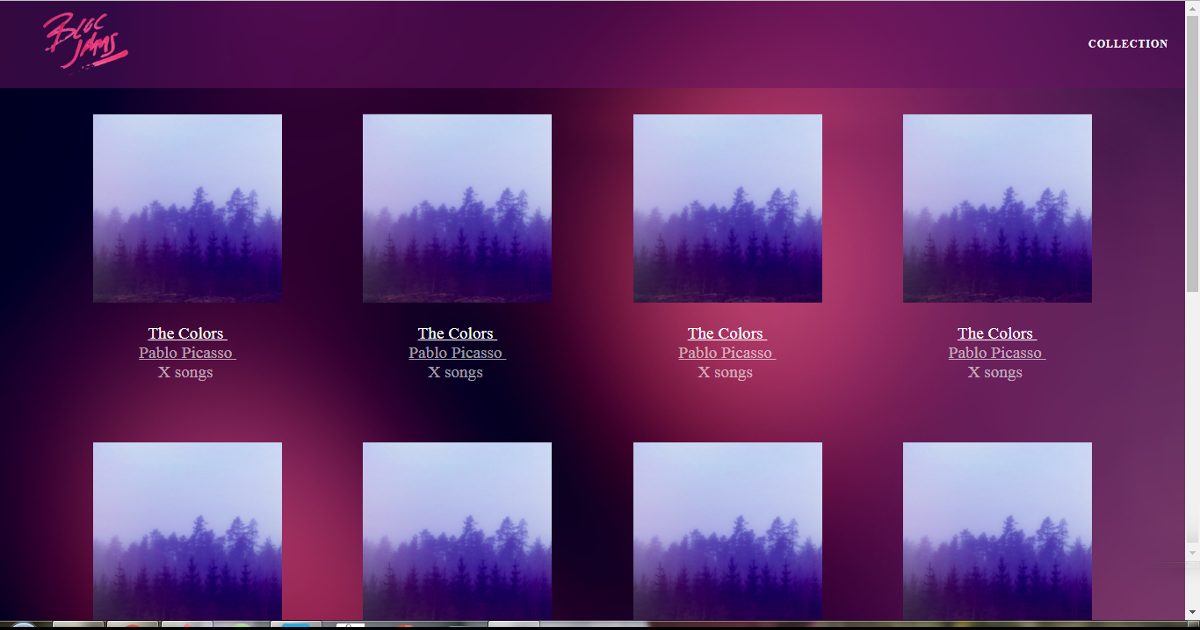 BLOC
JAMS
COLLECTION
The Colors
Pablo Picasso
X songs
The Colors
Pablo Picasso
X songs
The Colors
Pablo Picasso
X songs
The Colors
Pablo Picasso
X songs